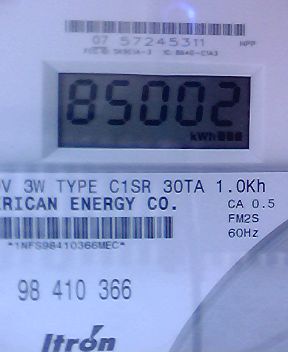 07 57245311 NPP
85002
kWh
V 3W TYPE C1SR 30TA 1.0Kh
RICAN ENERGY CO. CA 0.5
FM2S
*1NFS98410366MEC* 60Hz
98 410 366
Itron